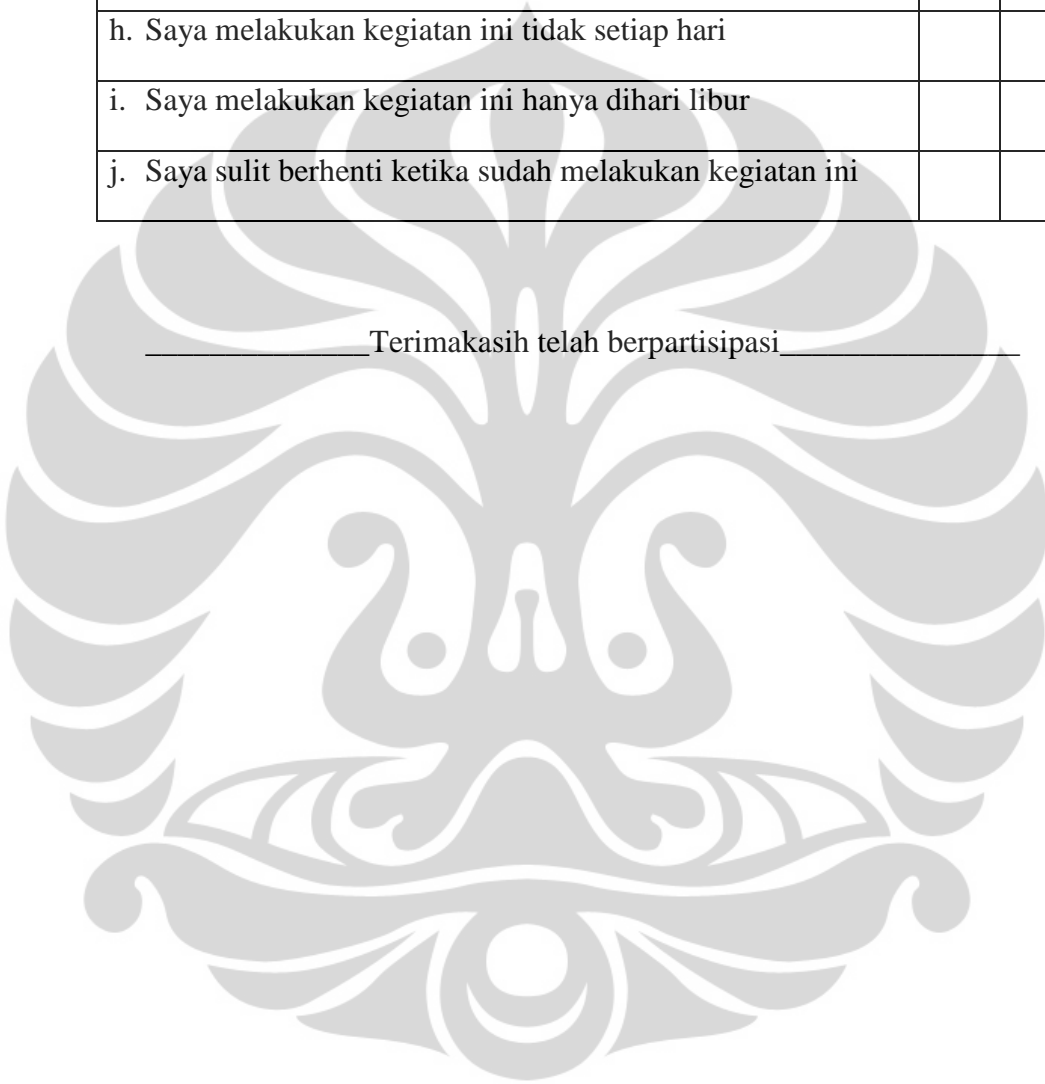 h. Saya melakukan kegiatan ini tidak setiap hari
i. Saya melakukan kegiatan ini hanya dihari libur
j. Saya sulit berhenti ketika sudah melakukan kegiatan ini
______________Terimakasih telah berpartisipasi_______________